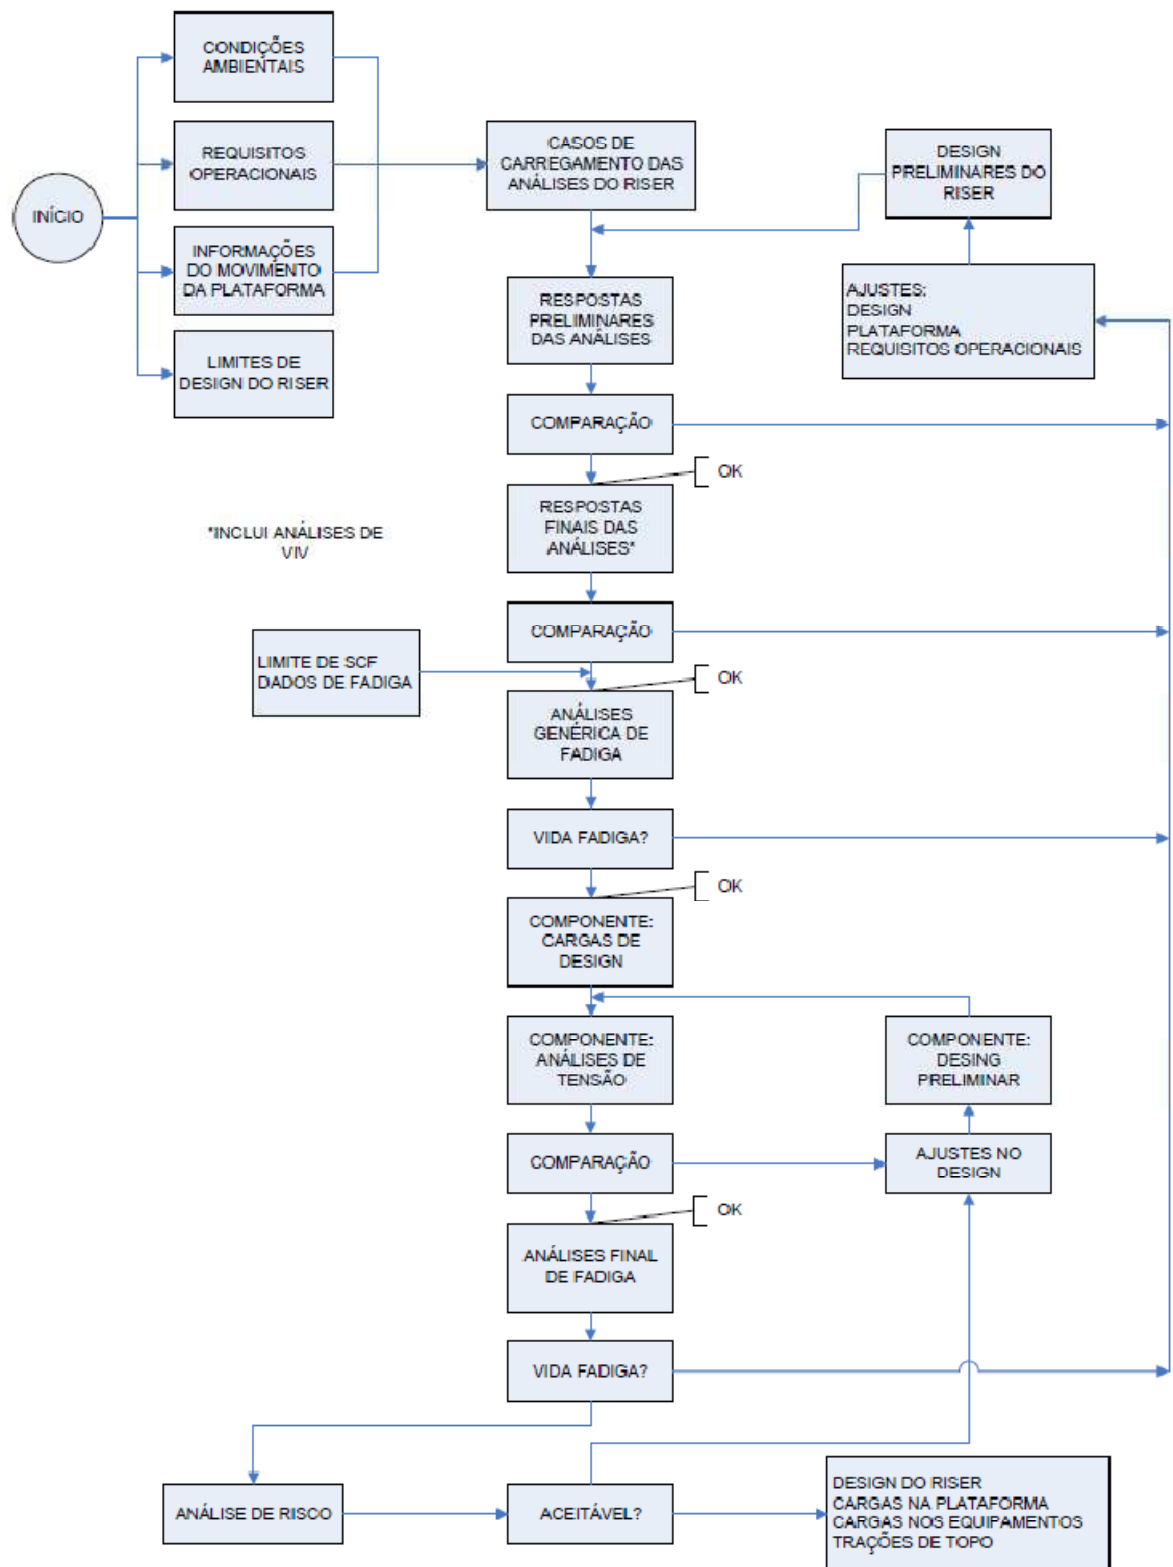 CONDIÇÕES
AMBIENTAIS
REQUISITOS
OPERACIONAIS
INÍCIO
INFORMAÇÕES
DO MOVIMENTO
DA PLATAFORMA
LIMITES DE
DESIGN DO RISER
CASOS DE
CARREGAMENTO DAS
ANÁLISES DO RISER
DESIGN
PRELIMINARES DO
RISER
AJUSTES:
DESIGN
PLATAFORMA
REQUISITOS OPERACIONAIS
RESPOSTAS
PRELIMINARES
DAS ANÁLISES
COMPARAÇÃO
OK
RESPOSTAS
FINAIS DAS
ANÁLISES*
*INCLUI ANÁLISES DE
VIV
COMPARAÇÃO
LIMITE DE SCF
DADOS DE FADIGA
OK
ANÁLISES
GENÉRICA DE
FADIGA
VIDA FADIGA?
OK
COMPONENTE:
CARGAS DE
DESIGN
COMPONENTE:
ANÁLISES DE
TENSÃO
COMPONENTE:
DESING
PRELIMINAR
COMPARAÇÃO
AJUSTES NO
DESIGN
OK
ANÁLISES FINAL
DE FADIGA
VIDA FADIGA?
ANÁLISE DE RISCO
ACEITÁVEL?
DESIGN DO RISER
CARGAS NA PLATAFORMA
CARGAS NOS EQUIPAMENTOS
TRAÇÕES DE TOPO